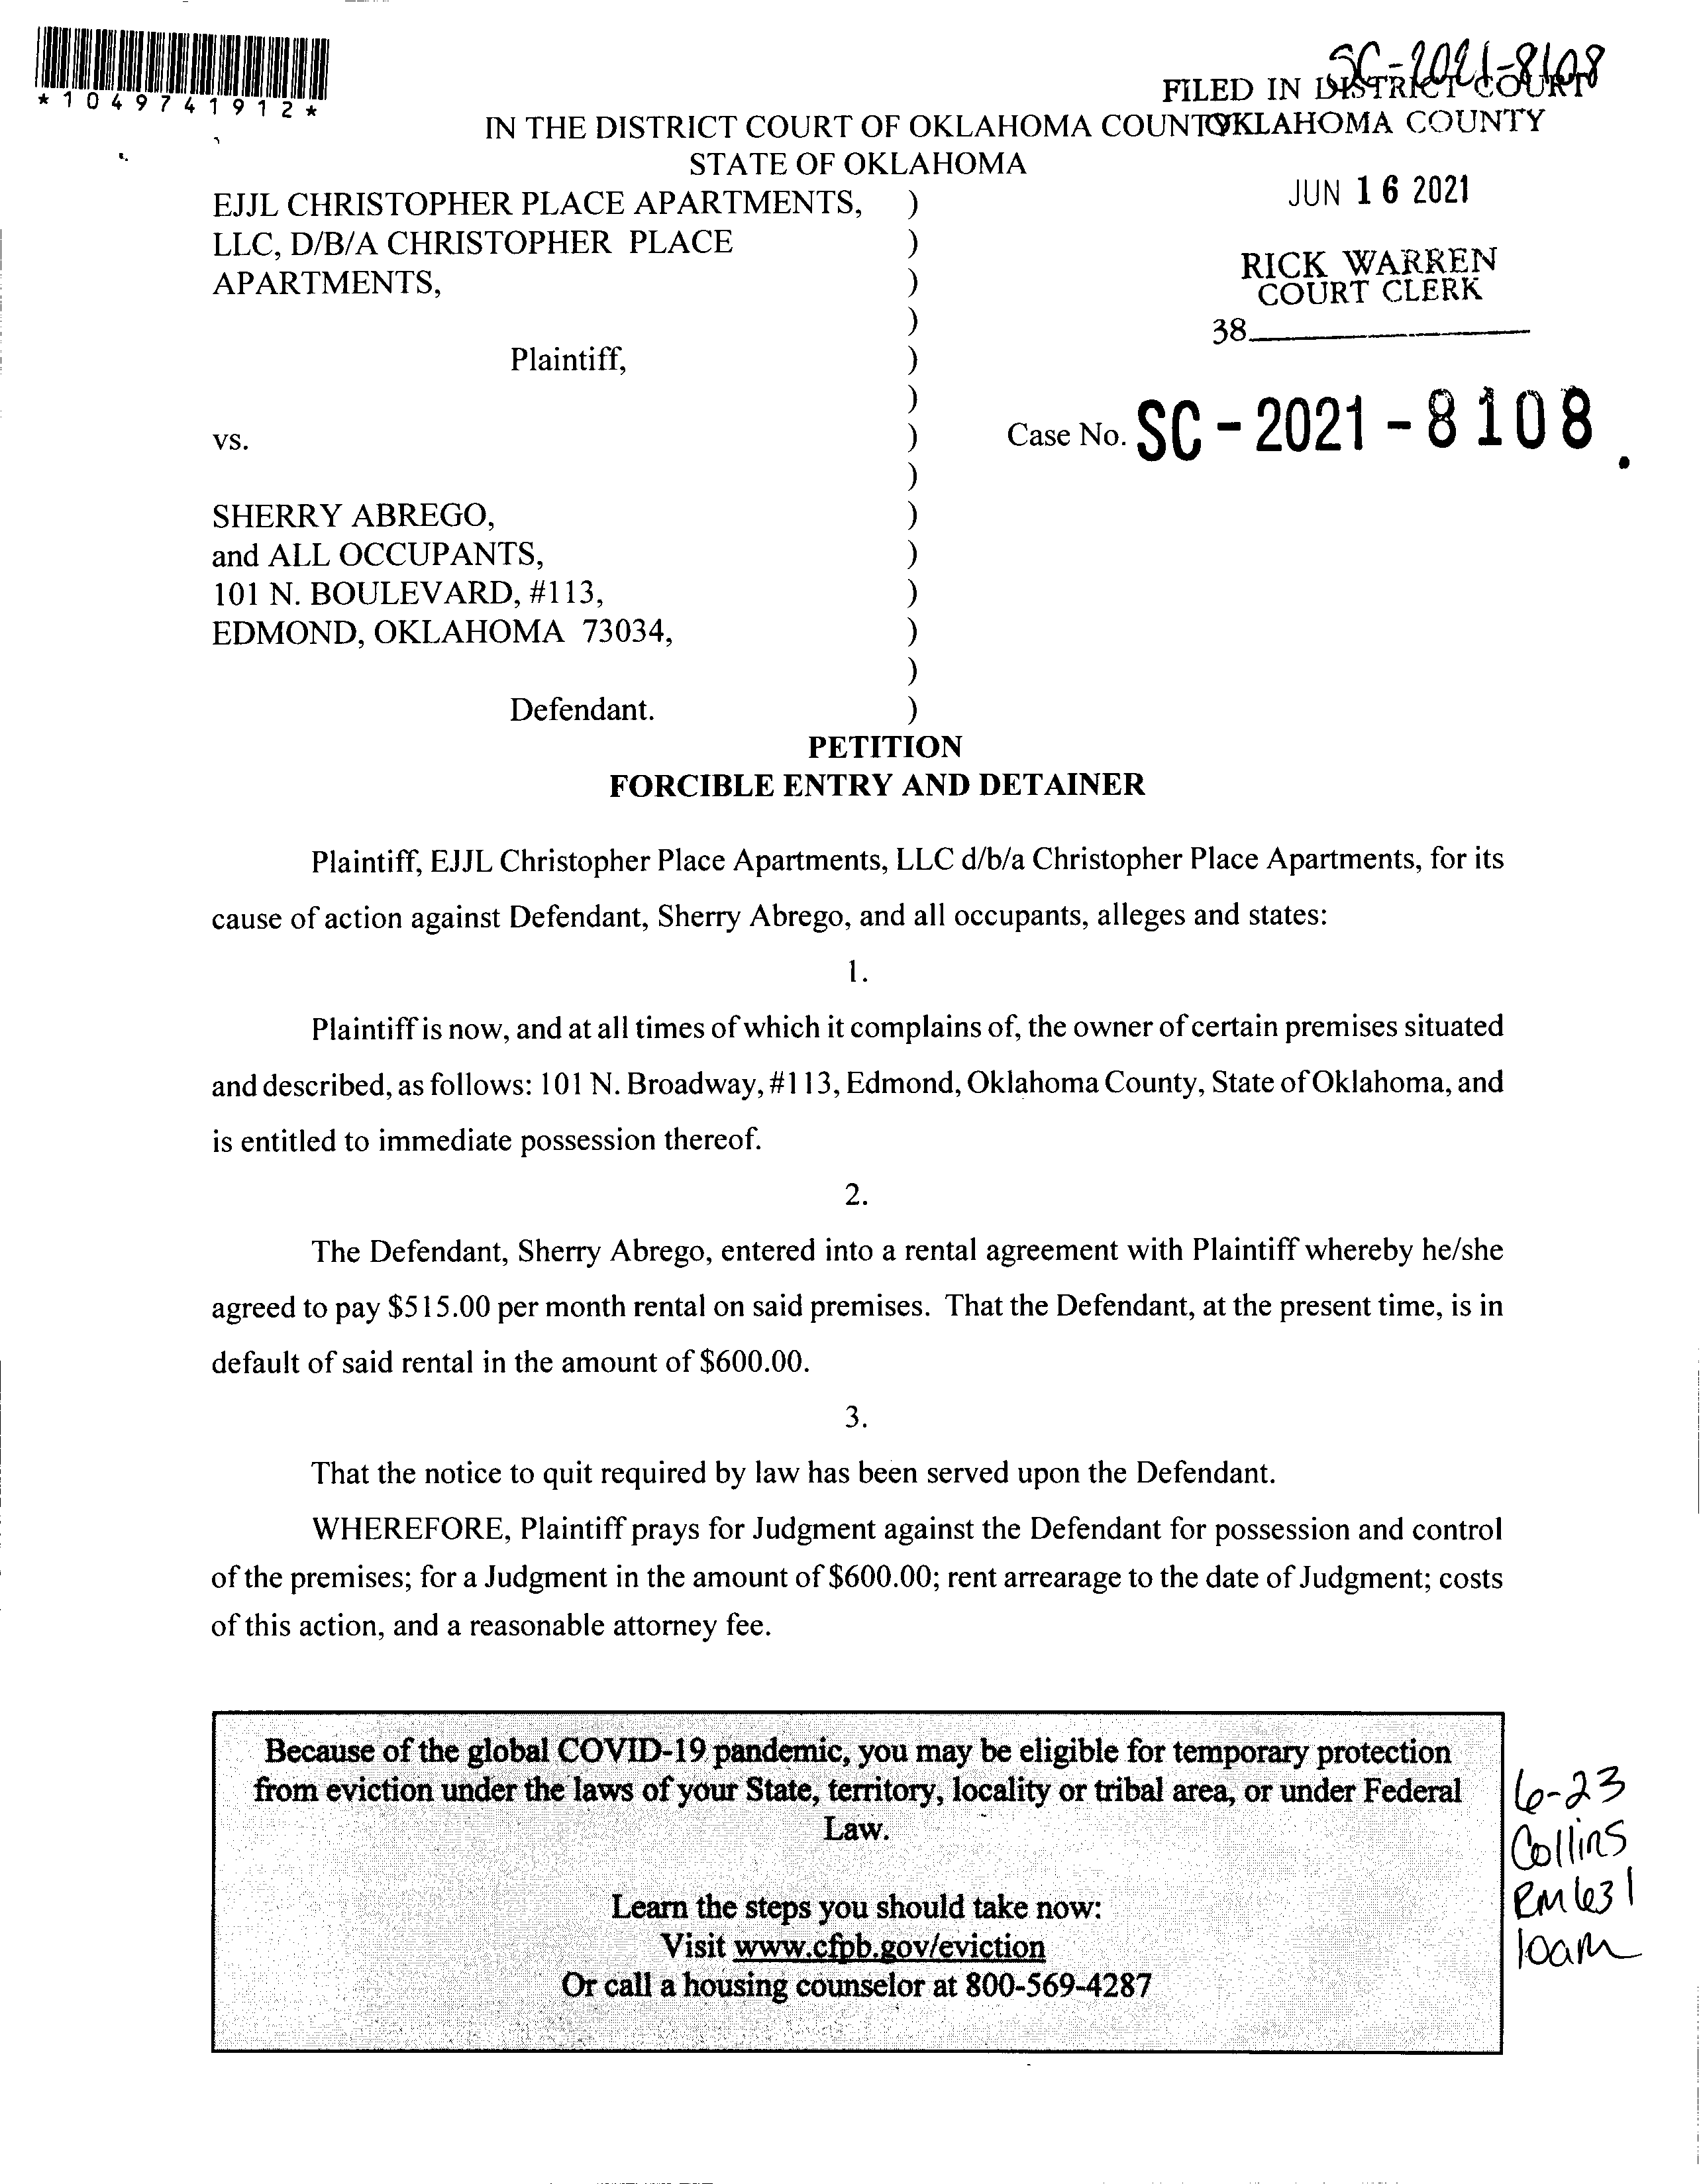 *1049741912*
SC-2021-8108
FILED IN DISTRICT COURT
OKLAHOMA COUNTY
IN THE DISTRICT COURT OF OKLAHOMA COUNTY
STATE OF OKLAHOMA
JUN 16 2021
RICK WARREN
COURT CLERK
38
EJJL CHRISTOPHER PLACE APARTMENTS, )
LLC, D/B/A CHRISTOPHER PLACE )
APARTMENTS, )
)
Plaintiff, )
)
vs. ) Case No. SC-2021-8108.
)
SHERRY ABREGO, )
and ALL OCCUPANTS, )
101 N. BOULEVARD, #113, )
EDMOND, OKLAHOMA 73034, )
)
Defendant. )
PETITION
FORCIBLE ENTRY AND DETAINER
Plaintiff, EJJL Christopher Place Apartments, LLC d/b/a Christopher Place Apartments, for its
cause of action against Defendant, Sherry Abrego, and all occupants, alleges and states:
1.
Plaintiff is now, and at all times of which it complains of, the owner of certain premises situated
and described, as follows: 101 N. Broadway, #113, Edmond, Oklahoma County, State of Oklahoma, and
is entitled to immediate possession thereof.
2.
The Defendant, Sherry Abrego, entered into a rental agreement with Plaintiff whereby he/she
agreed to pay $515.00 per month rental on said premises. That the Defendant, at the present time, is in
default of said rental in the amount of $600.00.
3.
That the notice to quit required by law has been served upon the Defendant.
WHEREFORE, Plaintiff prays for Judgment against the Defendant for possession and control
of the premises; for a Judgment in the amount of $600.00; rent arrearage to the date of Judgment; costs
of this action, and a reasonable attorney fee.
Because of the global COVID-19 pandemic, you may be eligible for temporary protection
from eviction under the laws of your State, territory, locality or tribal area, or under Federal
Law.
Learn the steps you should take now:
Visit www.cfpb.gov/eviction
Or call a housing counselor at 800-569-4287
6-23
Collins
RM 631
10am